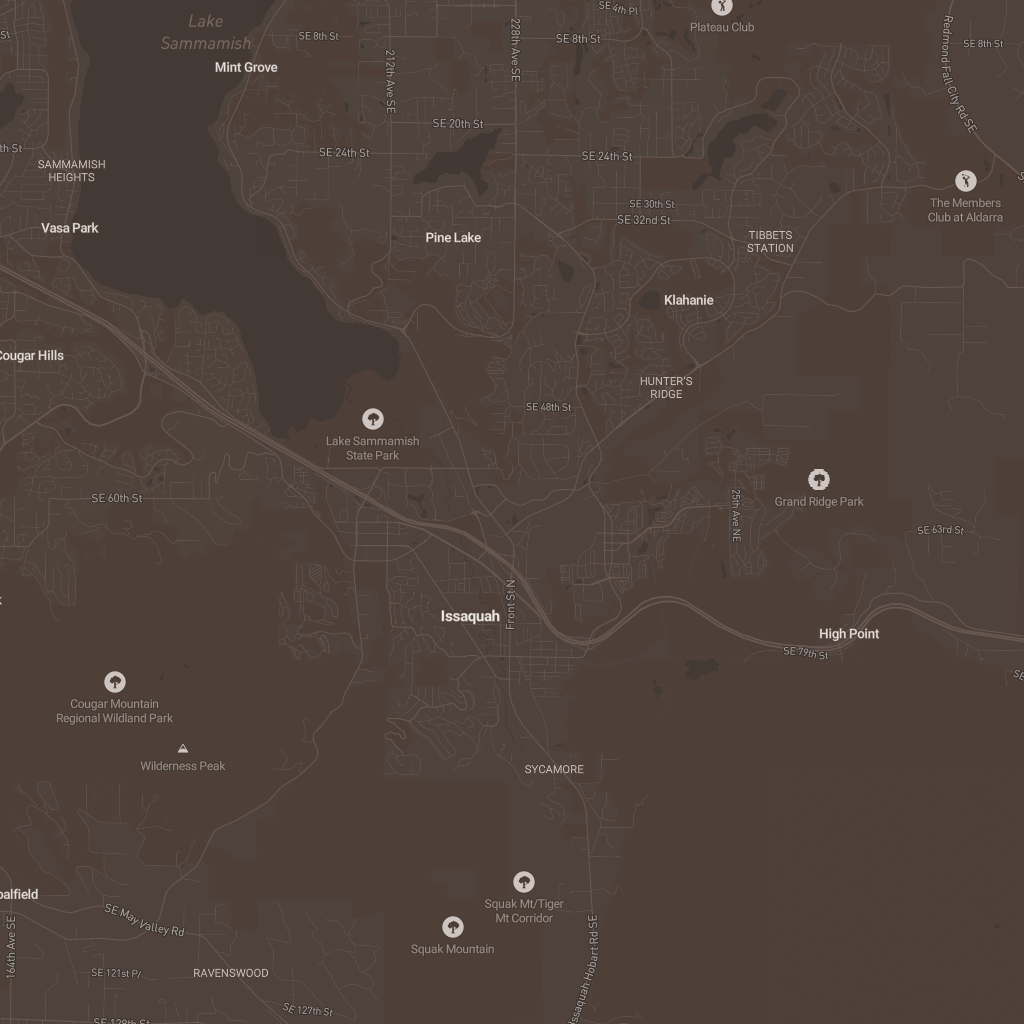 SE 4th Pl
Plateau Club
Lake
Sammamish
SE 8th St
SE 8th St
SE 8th St
Mint Grove
212th Ave SE
228th Ave SE
Redmond Fall City Rd SE
SE 20th St
SE 24th St
SE 24th St
SAMMAMISH
HEIGHTS
The Members
Club at Aldarra
SE 30th St
SE 32nd St
Vasa Park
Pine Lake
TIBBETS
STATION
Klahanie
Cougar Hills
HUNTER'S
RIDGE
SE 48th St
Lake Sammamish
State Park
SE 60th St
25th Ave NE
Grand Ridge Park
SE 63rd St
Front St N
Issaquah
High Point
SE 79th St
Cougar Mountain
Regional Wildland Park
Wilderness Peak
SYCAMORE
oalfield
SE May Valley Rd
Squak Mt/Tiger
Mt Corridor
Squak Mountain
164th Ave SE
SE 121st Pl
RAVENSWOOD
Issaquah Hobart Rd SE
SE 127th St
SE 128th St